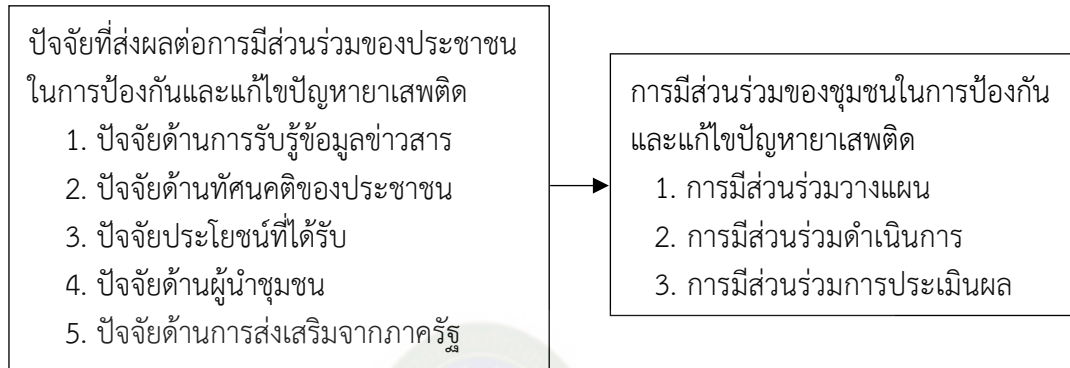 ปัจจัยที่ส่งผลต่อการมีส่วนร่วมของประชาชน
ในการป้องกันและแก้ไขปัญหายาเสพติด
1. ปัจจัยด้านการรับรู้ข้อมูลข่าวสาร
2. ปัจจัยด้านทัศนคติของประชาชน
3. ปัจจัยประโยชน์ที่ได้รับ
4. ปัจจัยด้านผู้นำชุมชน
5. ปัจจัยด้านการส่งเสริมจากภาครัฐ
การมีส่วนร่วมของชุมชนในการป้องกัน
และแก้ไขปัญหายาเสพติด
1. การมีส่วนร่วมวางแผน
2. การมีส่วนร่วมดำเนินการ
3. การมีส่วนร่วมการประเมินผล